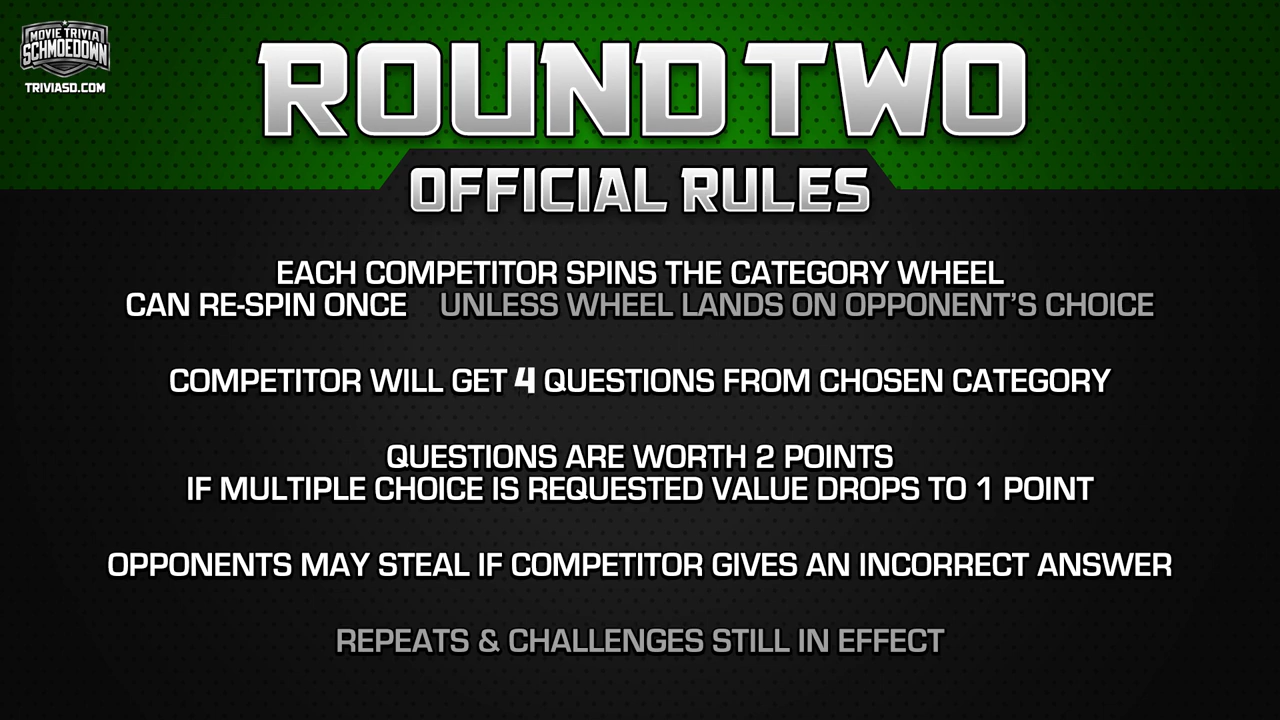 MOVIE TRIVIA
SCHMOEDOWN
TRIVIASD.COM
ROUND TWO
OFFICIAL RULES
EACH COMPETITOR SPINS THE CATEGORY WHEEL
CAN RE-SPIN ONCE UNLESS WHEEL LANDS ON OPPONENT'S CHOICE
COMPETITOR WILL GET 4 QUESTIONS FROM CHOSEN CATEGORY
QUESTIONS ARE WORTH 2 POINTS
IF MULTIPLE CHOICE IS REQUESTED VALUE DROPS TO 1 POINT
OPPONENTS MAY STEAL IF COMPETITOR GIVES AN INCORRECT ANSWER
REPEATS & CHALLENGES STILL IN EFFECT